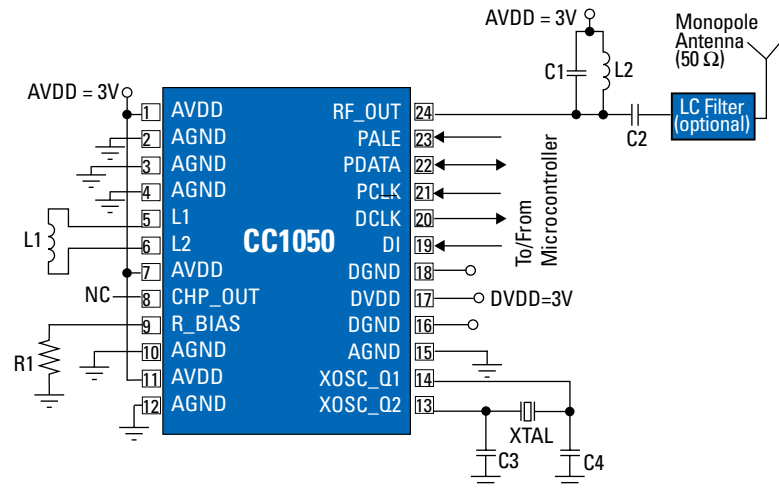 AVDD = 3V
Monopole
Antenna
(50 Ω)
C1
L2
LC Filter
(optional)
C2
AVDD = 3V
CC1050
1 AVDD
2 AGND
3 AGND
4 AGND
5 L1
6 L2
7 AVDD
8 CHP_OUT
9 R_BIAS
10 AGND
11 AVDD
12 AGND
L1
NC
R1
RF_OUT 24
PALE 23
PDATA 22
PCLK 21
DCLK 20
DI 19
DGND 18
DVDD 17
DGND 16
AGND 15
XOSC_Q1 14
XOSC_Q2 13
To/From
Microcontroller
DVDD=3V
XTAL
C3
C4